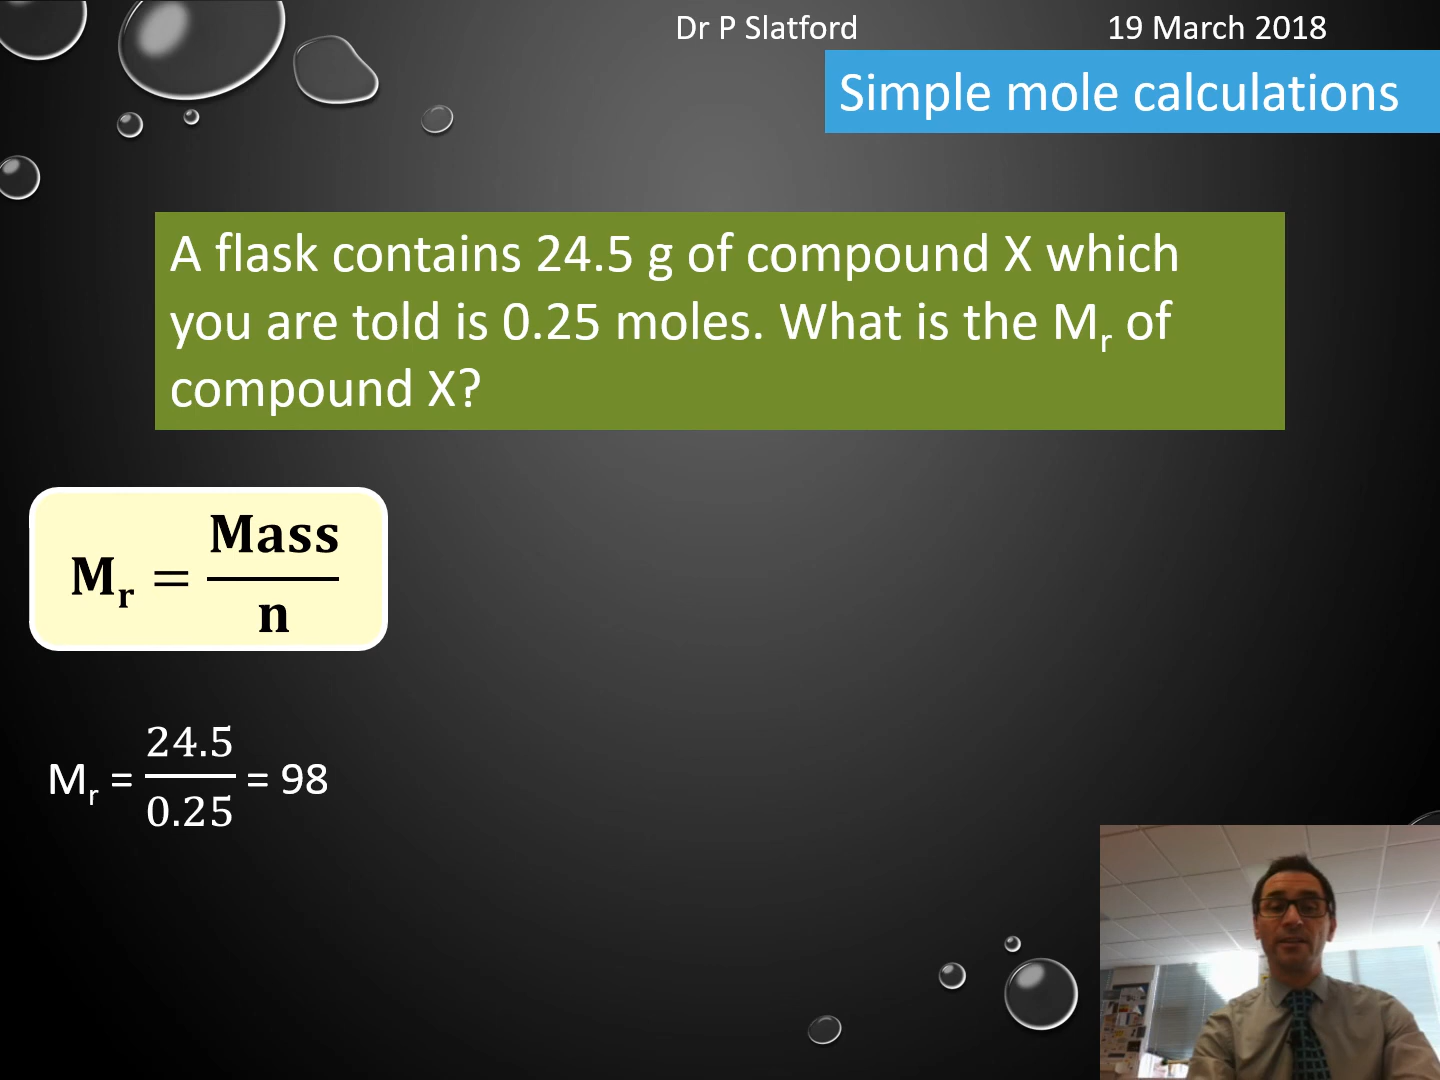 Dr P Slatford 19 March 2018
Simple mole calculations
A flask contains 24.5 g of compound X which
you are told is 0.25 moles. What is the Mr of
compound X?
Mr = Mass / n
Mr = 24.5 / 0.25 = 98